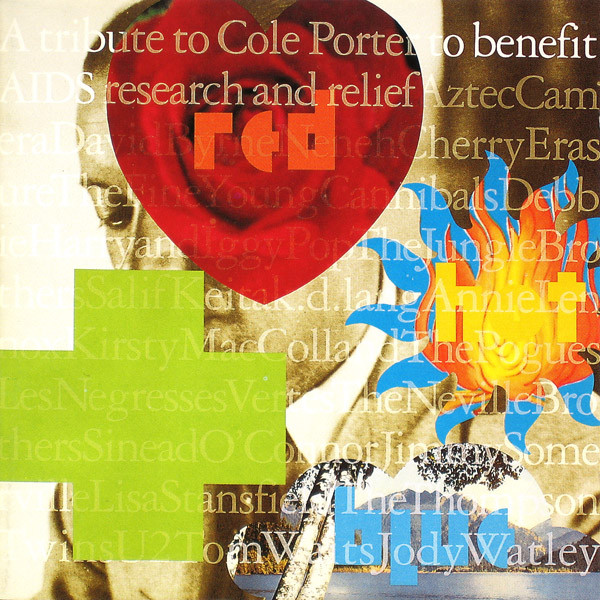 A tribute to Cole Porter to benefit
AIDS research and relief AztecCam
eraDavidByrneNenehCherryEras
ureTheFineYoungCannibalsDebb
ieHarryandIggyPopTheJungleBro
thersSalifKeitak.d.langAnnieLen
noxKirstyMacCollandThePogues
LesNegressesVertesTheNevilleBro
thersSineadO'ConnorJimmySome
rvilleLisaStansfieldTheThompson
TwinsU2TomWaitsJodyWatley
red
hot
blue